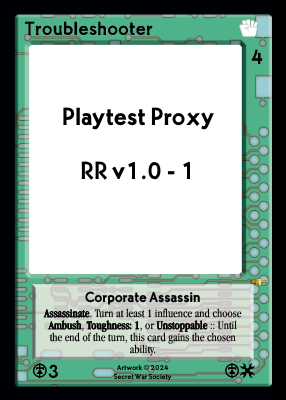 Troubleshooter
4
Playtest Proxy
RR v1.0 - 1
Corporate Assassin
Assassinate. Turn at least 1 influence and choose
Ambush, Toughness: 1, or Unstoppable :: Until
the end of the turn, this card gains the chosen
ability.
3
Artwork © 2024
Secret War Society